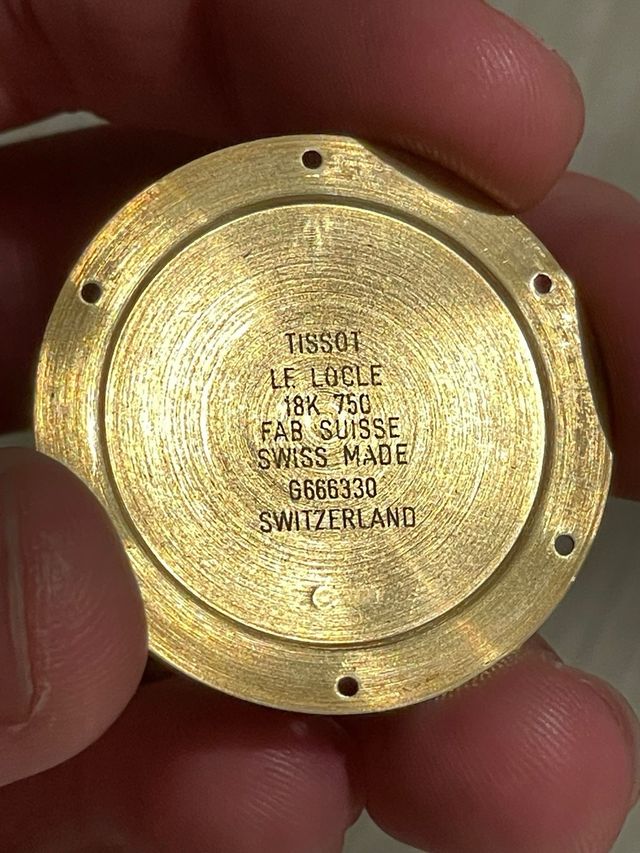 TISSOT
LE LOCLE
18K 750
FAB SUISSE
SWISS MADE
G666330
SWITZERLAND